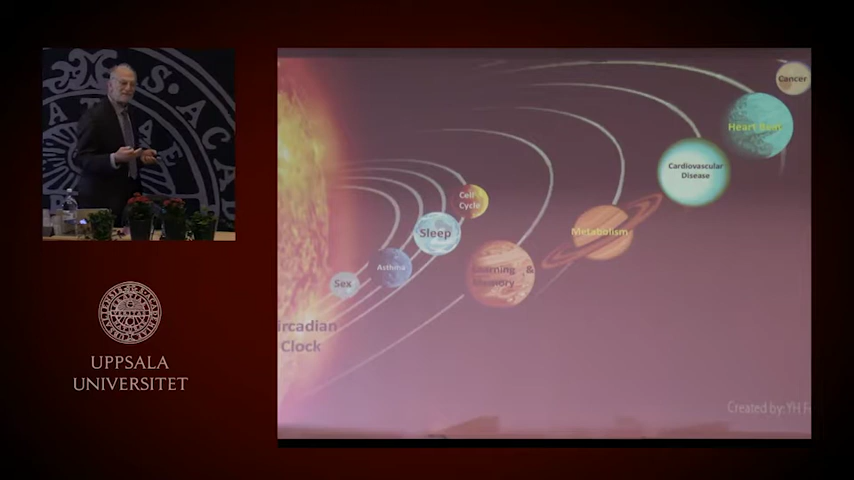 UPPSALA
UNIVERSITET
Cancer
Heart Beat
Cardiovascular
Disease
Cell
Cycle
Sleep
Metabolism
Asthma
Learning &
Memory
Sex
ircadian
Clock
Created by: YH